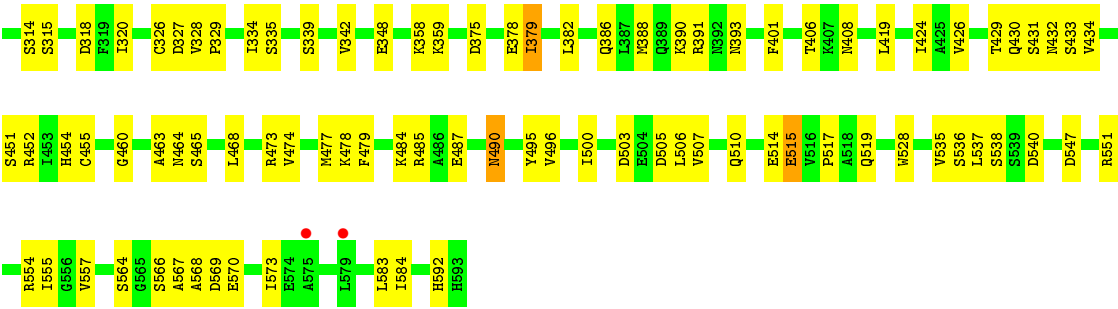 S314 S315 D318 F319 I320 C326 D327 V328 P329 I334 S335 S339 V342 E348 K358 K359 D375 E378 I379 L382 Q386 L387 M388 Q389 K390 R391 N392 N393 F401 T406 K407 N408 L419 I424 A425 V426 T429 Q430 S431 N432 S433 V434
S451 R452 I453 H454 C455 G460 A463 N464 S465 L468 R473 V474 M477 K478 F479 K484 R485 A486 E487 N490 Y495 V496 I500 D503 E504 D505 L506 V507 Q510 E514 E515 V516 P517 A518 Q519 W528 V535 S536 L537 S538 S539 D540 D547 R551
R554 I555 G556 V557 S564 G565 S566 A567 A568 D569 E570 I573 E574 A575 L579 L583 I584 H592 H593